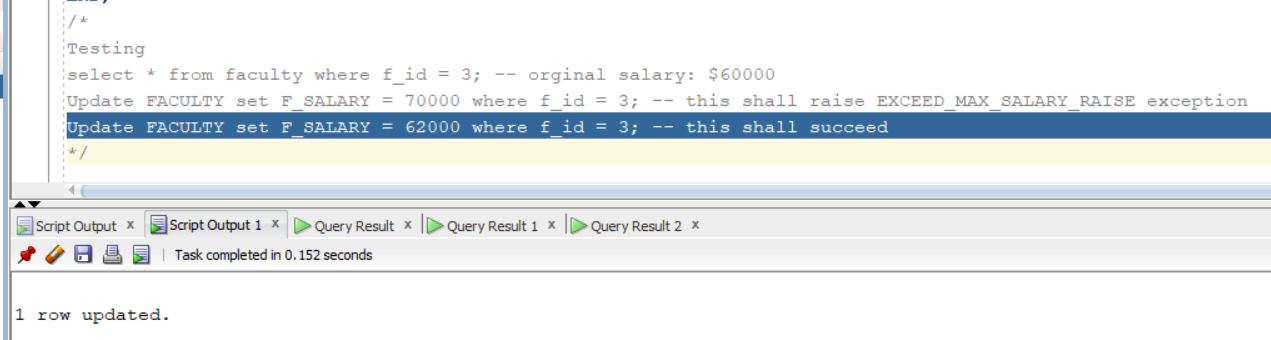 /*
Testing
select * from faculty where f_id = 3; -- orginal salary: $60000
Update FACULTY set F_SALARY = 70000 where f_id = 3; -- this shall raise EXCEED_MAX_SALARY_RAISE exception
Update FACULTY set F_SALARY = 62000 where f_id = 3; -- this shall succeed
*/
Script Output x Script Output 1 x Query Result x Query Result 1 x Query Result 2 x
Task completed in 0.152 seconds
1 row updated.